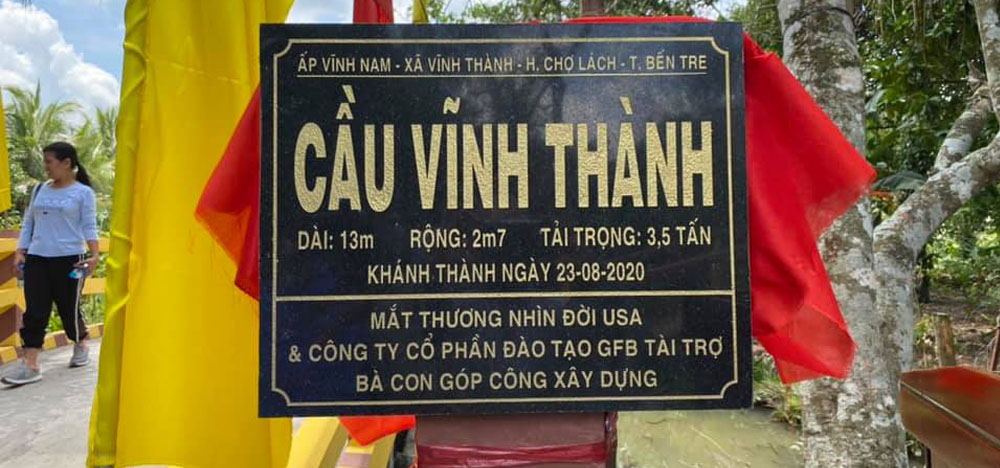 ẤP VĨNH NAM - XÃ VĨNH THÀNH - H, CHỢ LÁCH - T. BẾN TRE
CẦU VĨNH THÀNH
DÀI: 13m RỘNG: 2m7 TẢI TRỌNG: 3,5 TẤN
KHÁNH THÀNH NGÀY 23-08-2020
MẮT THƯƠNG NHÌN ĐỜI USA
& CÔNG TY CỔ PHẦN ĐÀO TẠO GFB TÀI TRỢ
BÀ CON GÓP CÔNG XÂY DỰNG